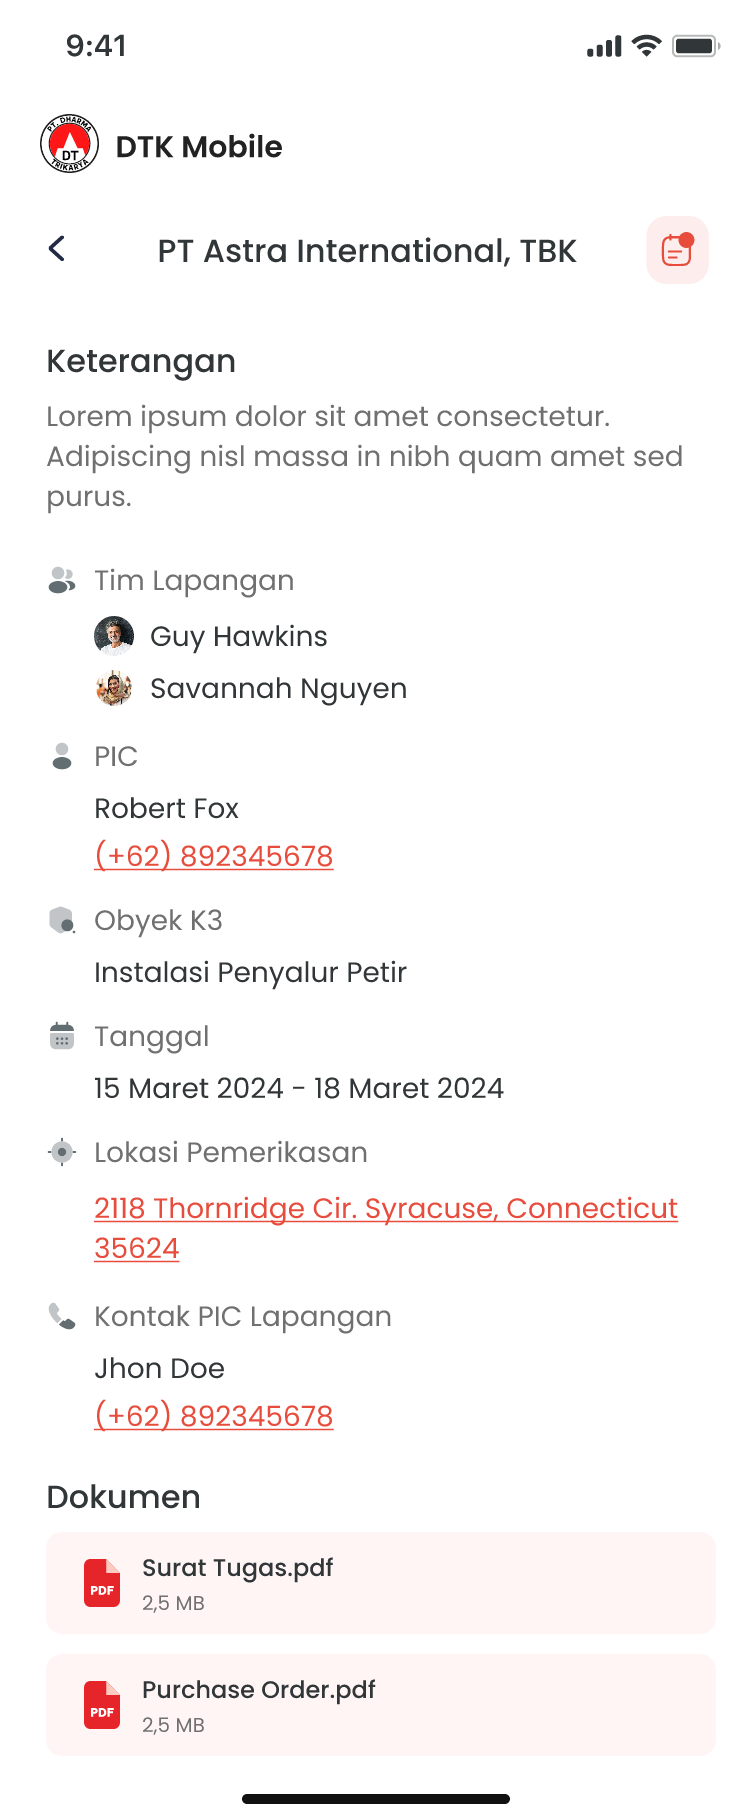 9:41
PT. DHARMA
DT
TRIKARYA
DTK Mobile
PT Astra International, TBK
Keterangan
Lorem ipsum dolor sit amet consectetur.
Adipiscing nisl massa in nibh quam amet sed
purus.
Tim Lapangan
Guy Hawkins
Savannah Nguyen
PIC
Robert Fox
(+62) 892345678
Obyek K3
Instalasi Penyalur Petir
Tanggal
15 Maret 2024 - 18 Maret 2024
Lokasi Pemerikasan
2118 Thornridge Cir. Syracuse, Connecticut
35624
Kontak PIC Lapangan
Jhon Doe
(+62) 892345678
Dokumen
PDF
Surat Tugas.pdf
2,5 MB
PDF
Purchase Order.pdf
2,5 MB